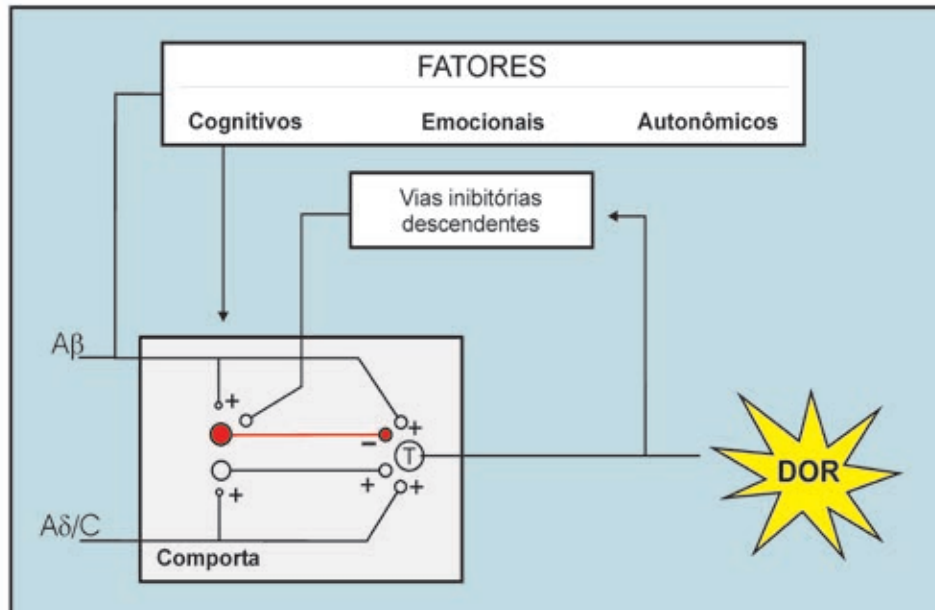 FATORES
Cognitivos Emocionais Autonômicos
Vias inibitórias
descendentes
Aβ
+
+
−
T
+
+
+
Aδ/C
Comporta
DOR